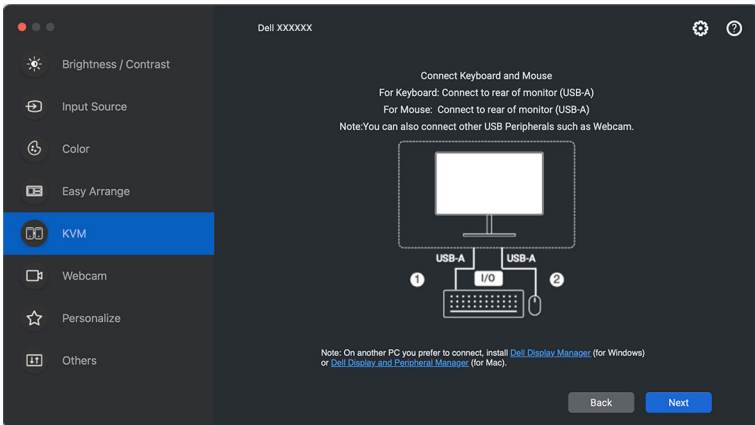 Dell XXXXXX
Brightness / Contrast
Input Source
Color
Easy Arrange
KVM
Webcam
Personalize
Others
Connect Keyboard and Mouse
For Keyboard: Connect to rear of monitor (USB-A)
For Mouse: Connect to rear of monitor (USB-A)
Note:You can also connect other USB Peripherals such as Webcam.
USB-A USB-A
1 I/O 2
Note: On another PC you prefer to connect, install Dell Display Manager (for Windows)
or Dell Display and Peripheral Manager (for Mac).
Back Next